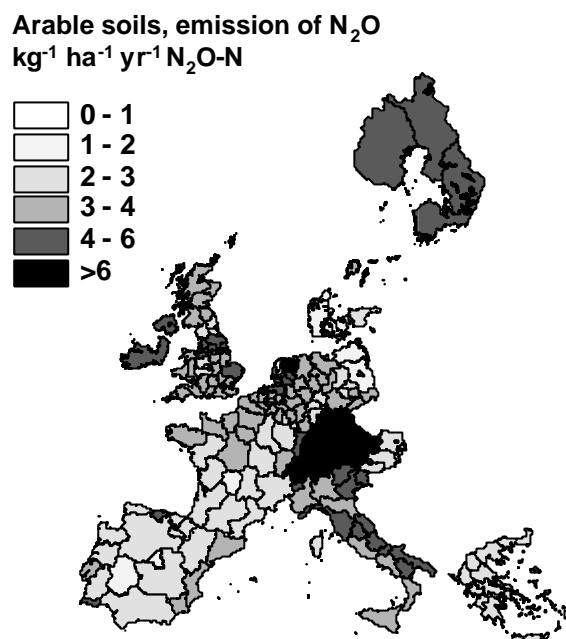 Arable soils, emission of N₂O
kg⁻¹ ha⁻¹ yr⁻¹ N₂O-N
0 - 1
1 - 2
2 - 3
3 - 4
4 - 6
>6